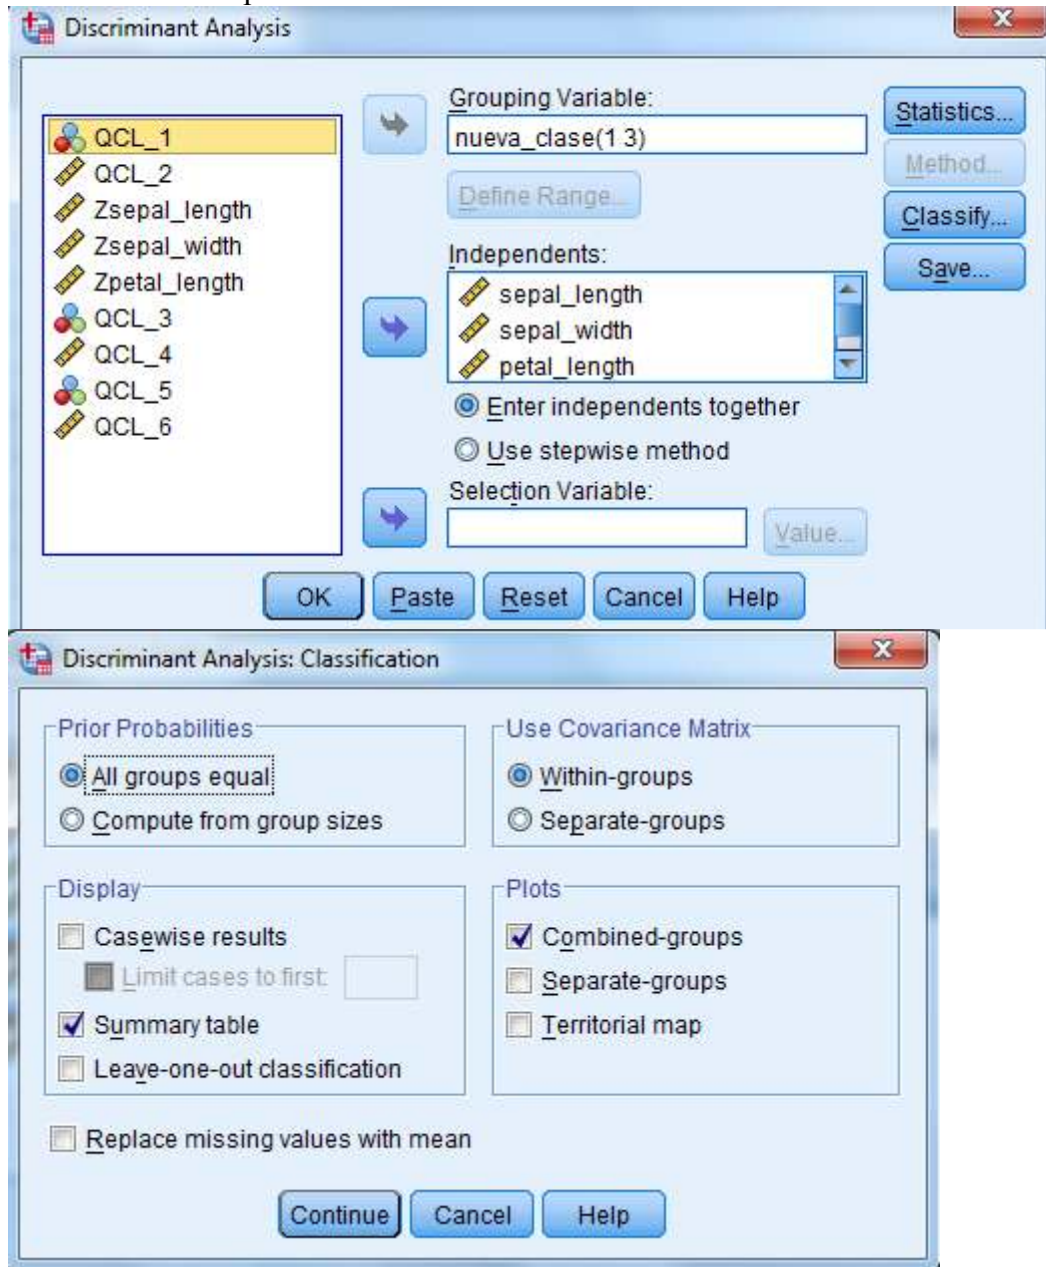 Discriminant Analysis
QCL_1
QCL_2
Zsepal_length
Zsepal_width
Zpetal_length
QCL_3
QCL_4
QCL_5
QCL_6
Grouping Variable:
nueva_clase(1 3)
Define Range...
Independents:
sepal_length
sepal_width
petal_length
Enter independents together
Use stepwise method
Selection Variable:
Value...
Statistics...
Method...
Classify...
Save...
OK Paste Reset Cancel Help
Discriminant Analysis: Classification
Prior Probabilities
All groups equal
Compute from group sizes
Use Covariance Matrix
Within-groups
Separate-groups
Display
Casewise results
Limit cases to first:
Summary table
Leave-one-out classification
Plots
Combined-groups
Separate-groups
Territorial map
Replace missing values with mean
Continue Cancel Help